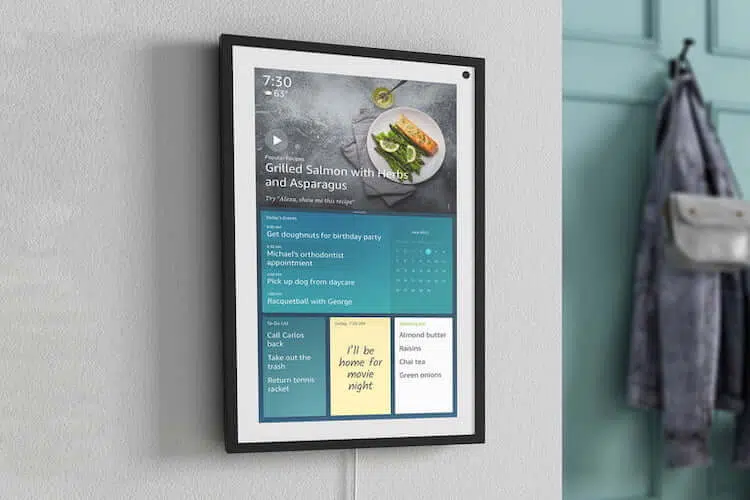 7:30
63°
Popular Recipes
Grilled Salmon with Herbs
and Asparagus
Try "Alexa, show me this recipe"
Today's Events
Get doughnuts for birthday party
Michael's orthodontist
appointment
Pick up dog from daycare
Racquetball with George
To-Do List
Call Carlos
back
Take out the
trash
Return tennis
racket
I'll be
home for
movie
night
Shopping List
Almond butter
Raisins
Chai tea
Green onions